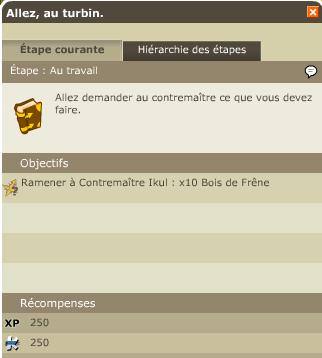 Allez, au turbin.
Étape courante
Hiérarchie des étapes
Étape : Au travail
Allez demander au contremaître ce que vous devez
faire.
Objectifs
Ramener à Contremaître Ikul : x10 Bois de Frêne
Récompenses
XP 250
250